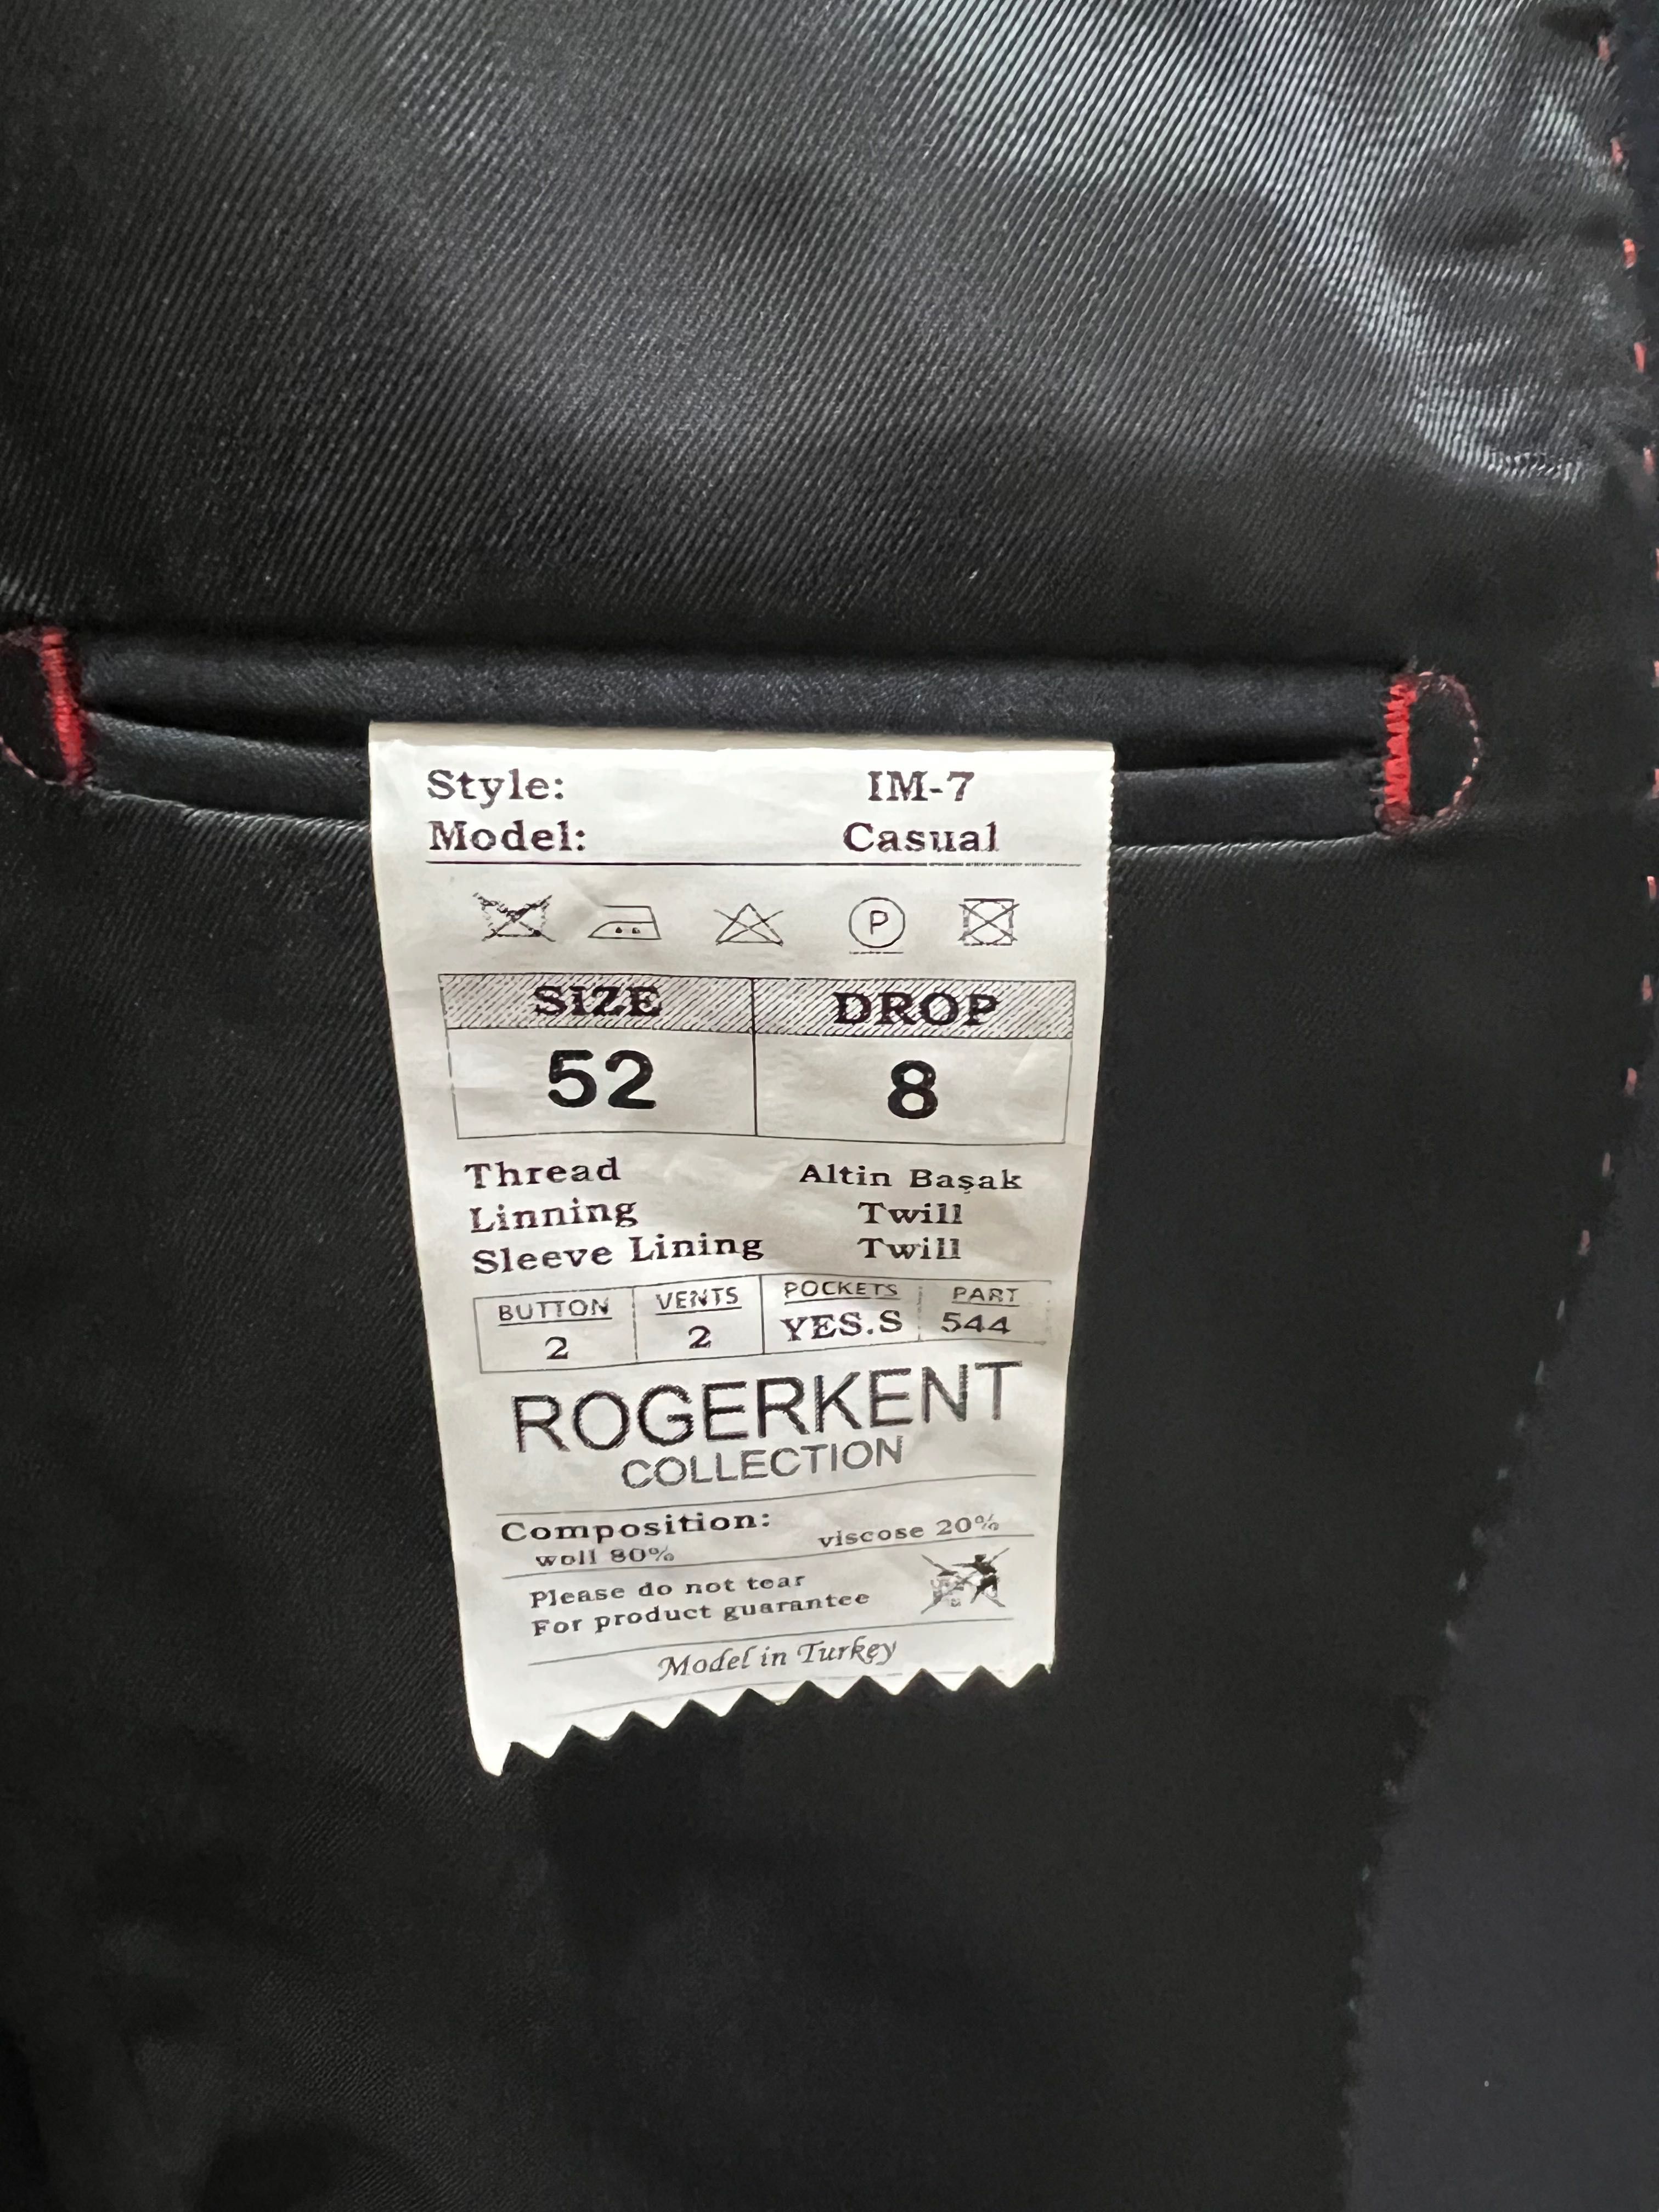 Style: IM-7
Model: Casual
P
SIZE DROP
52 8
Thread Altin Başak
Linning Twill
Sleeve Lining Twill
BUTTON VENTS POCKETS PART
2 2 YES.S 544
ROGERKENT
COLLECTION
Composition:
woll 80% viscose 20%
Please do not tear
For product guarantee
Model in Turkey